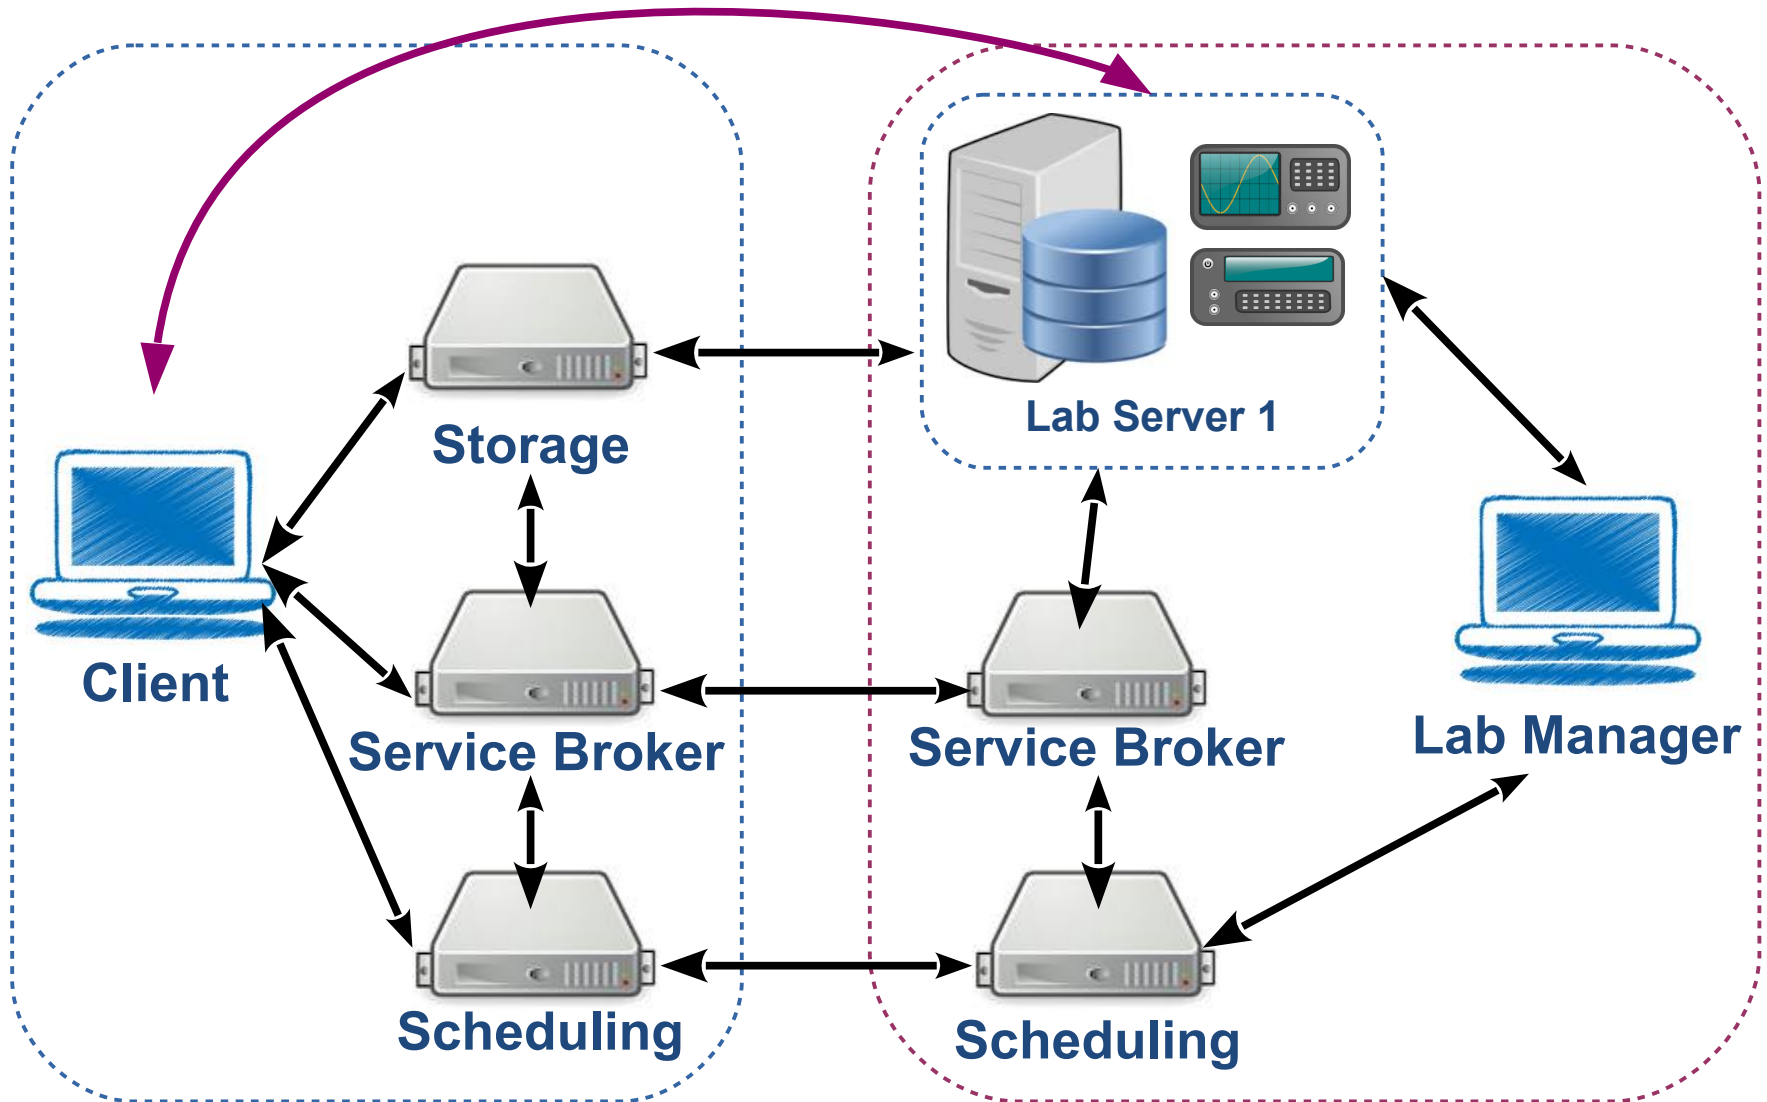 Lab Server 1
Storage
Client
Service Broker
Service Broker
Lab Manager
Scheduling
Scheduling